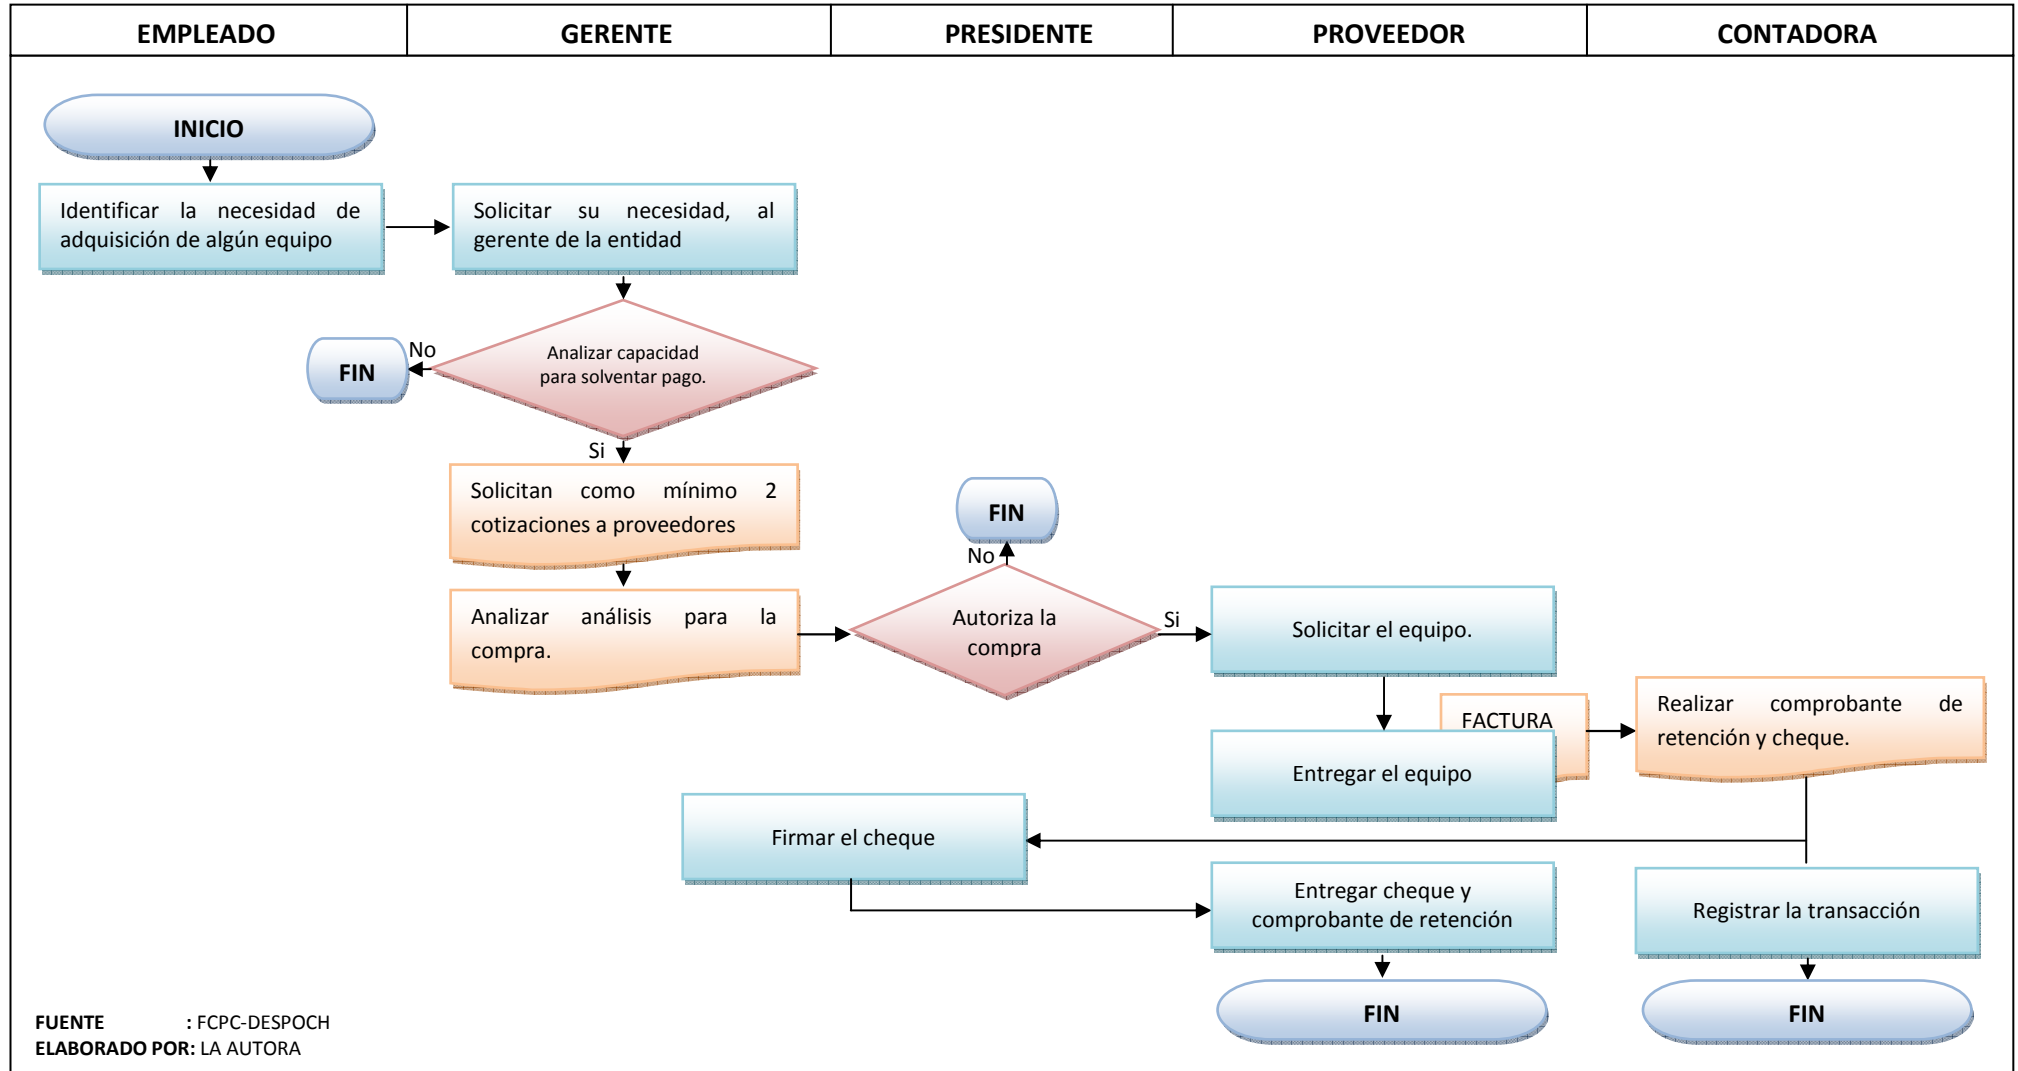 EMPLEADO
GERENTE
PRESIDENTE
PROVEEDOR
CONTADORA
INICIO
Identificar la necesidad de
adquisición de algún equipo
Solicitar su necesidad, al
gerente de la entidad
Analizar capacidad
para solventar pago.
No
FIN
Si
Solicitan como mínimo 2
cotizaciones a proveedores
Analizar análisis para la
compra.
FIN
No
Autoriza la
compra
Si
Solicitar el equipo.
FACTURA
Entregar el equipo
Realizar comprobante de
retención y cheque.
Firmar el cheque
Entregar cheque y
comprobante de retención
Registrar la transacción
FIN
FIN
FUENTE : FCPC-DESPOCH
ELABORADO POR: LA AUTORA